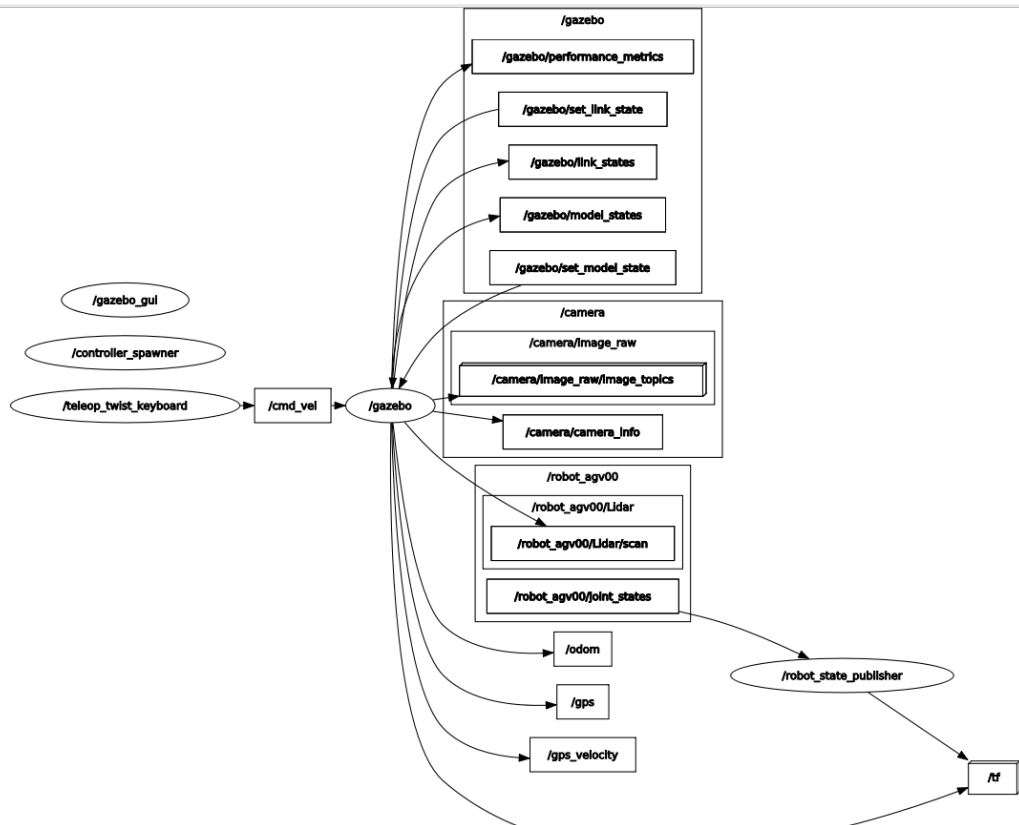 /gazebo
/gazebo/performance_metrics
/gazebo/set_link_state
/gazebo/link_states
/gazebo/model_states
/gazebo/set_model_state
/gazebo_gui
/controller_spawner
/teleop_twist_keyboard
/cmd_vel
/gazebo
/camera
/camera/image_raw
/camera/image_raw/image_topics
/camera/camera_info
/robot_agv00
/robot_agv00/Lidar
/robot_agv00/Lidar/scan
/robot_agv00/joint_states
/odom
/gps
/gps_velocity
/robot_state_publisher
/tf